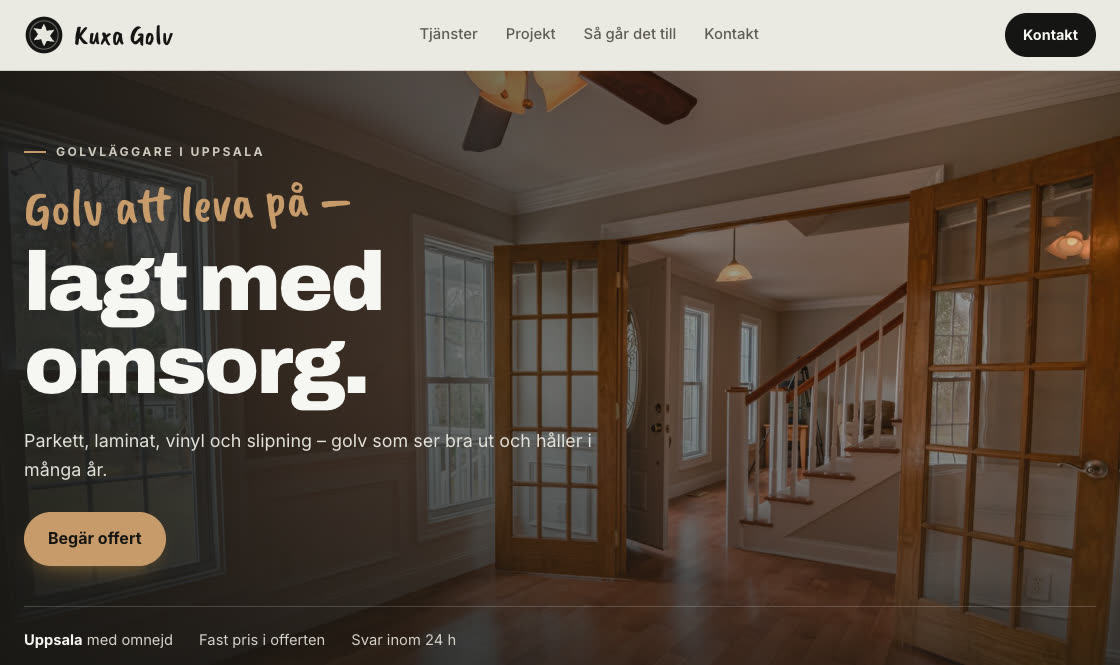 Kuxa Golv
Tjänster
Projekt
Så går det till
Kontakt
Kontakt
GOLVLÄGGARE I UPPSALA
Golv att leva på –
lagt med
omsorg.
Parkett, laminat, vinyl och slipning – golv som ser bra ut och håller i
många år.
Begär offert
Uppsala med omnejd
Fast pris i offerten
Svar inom 24 h